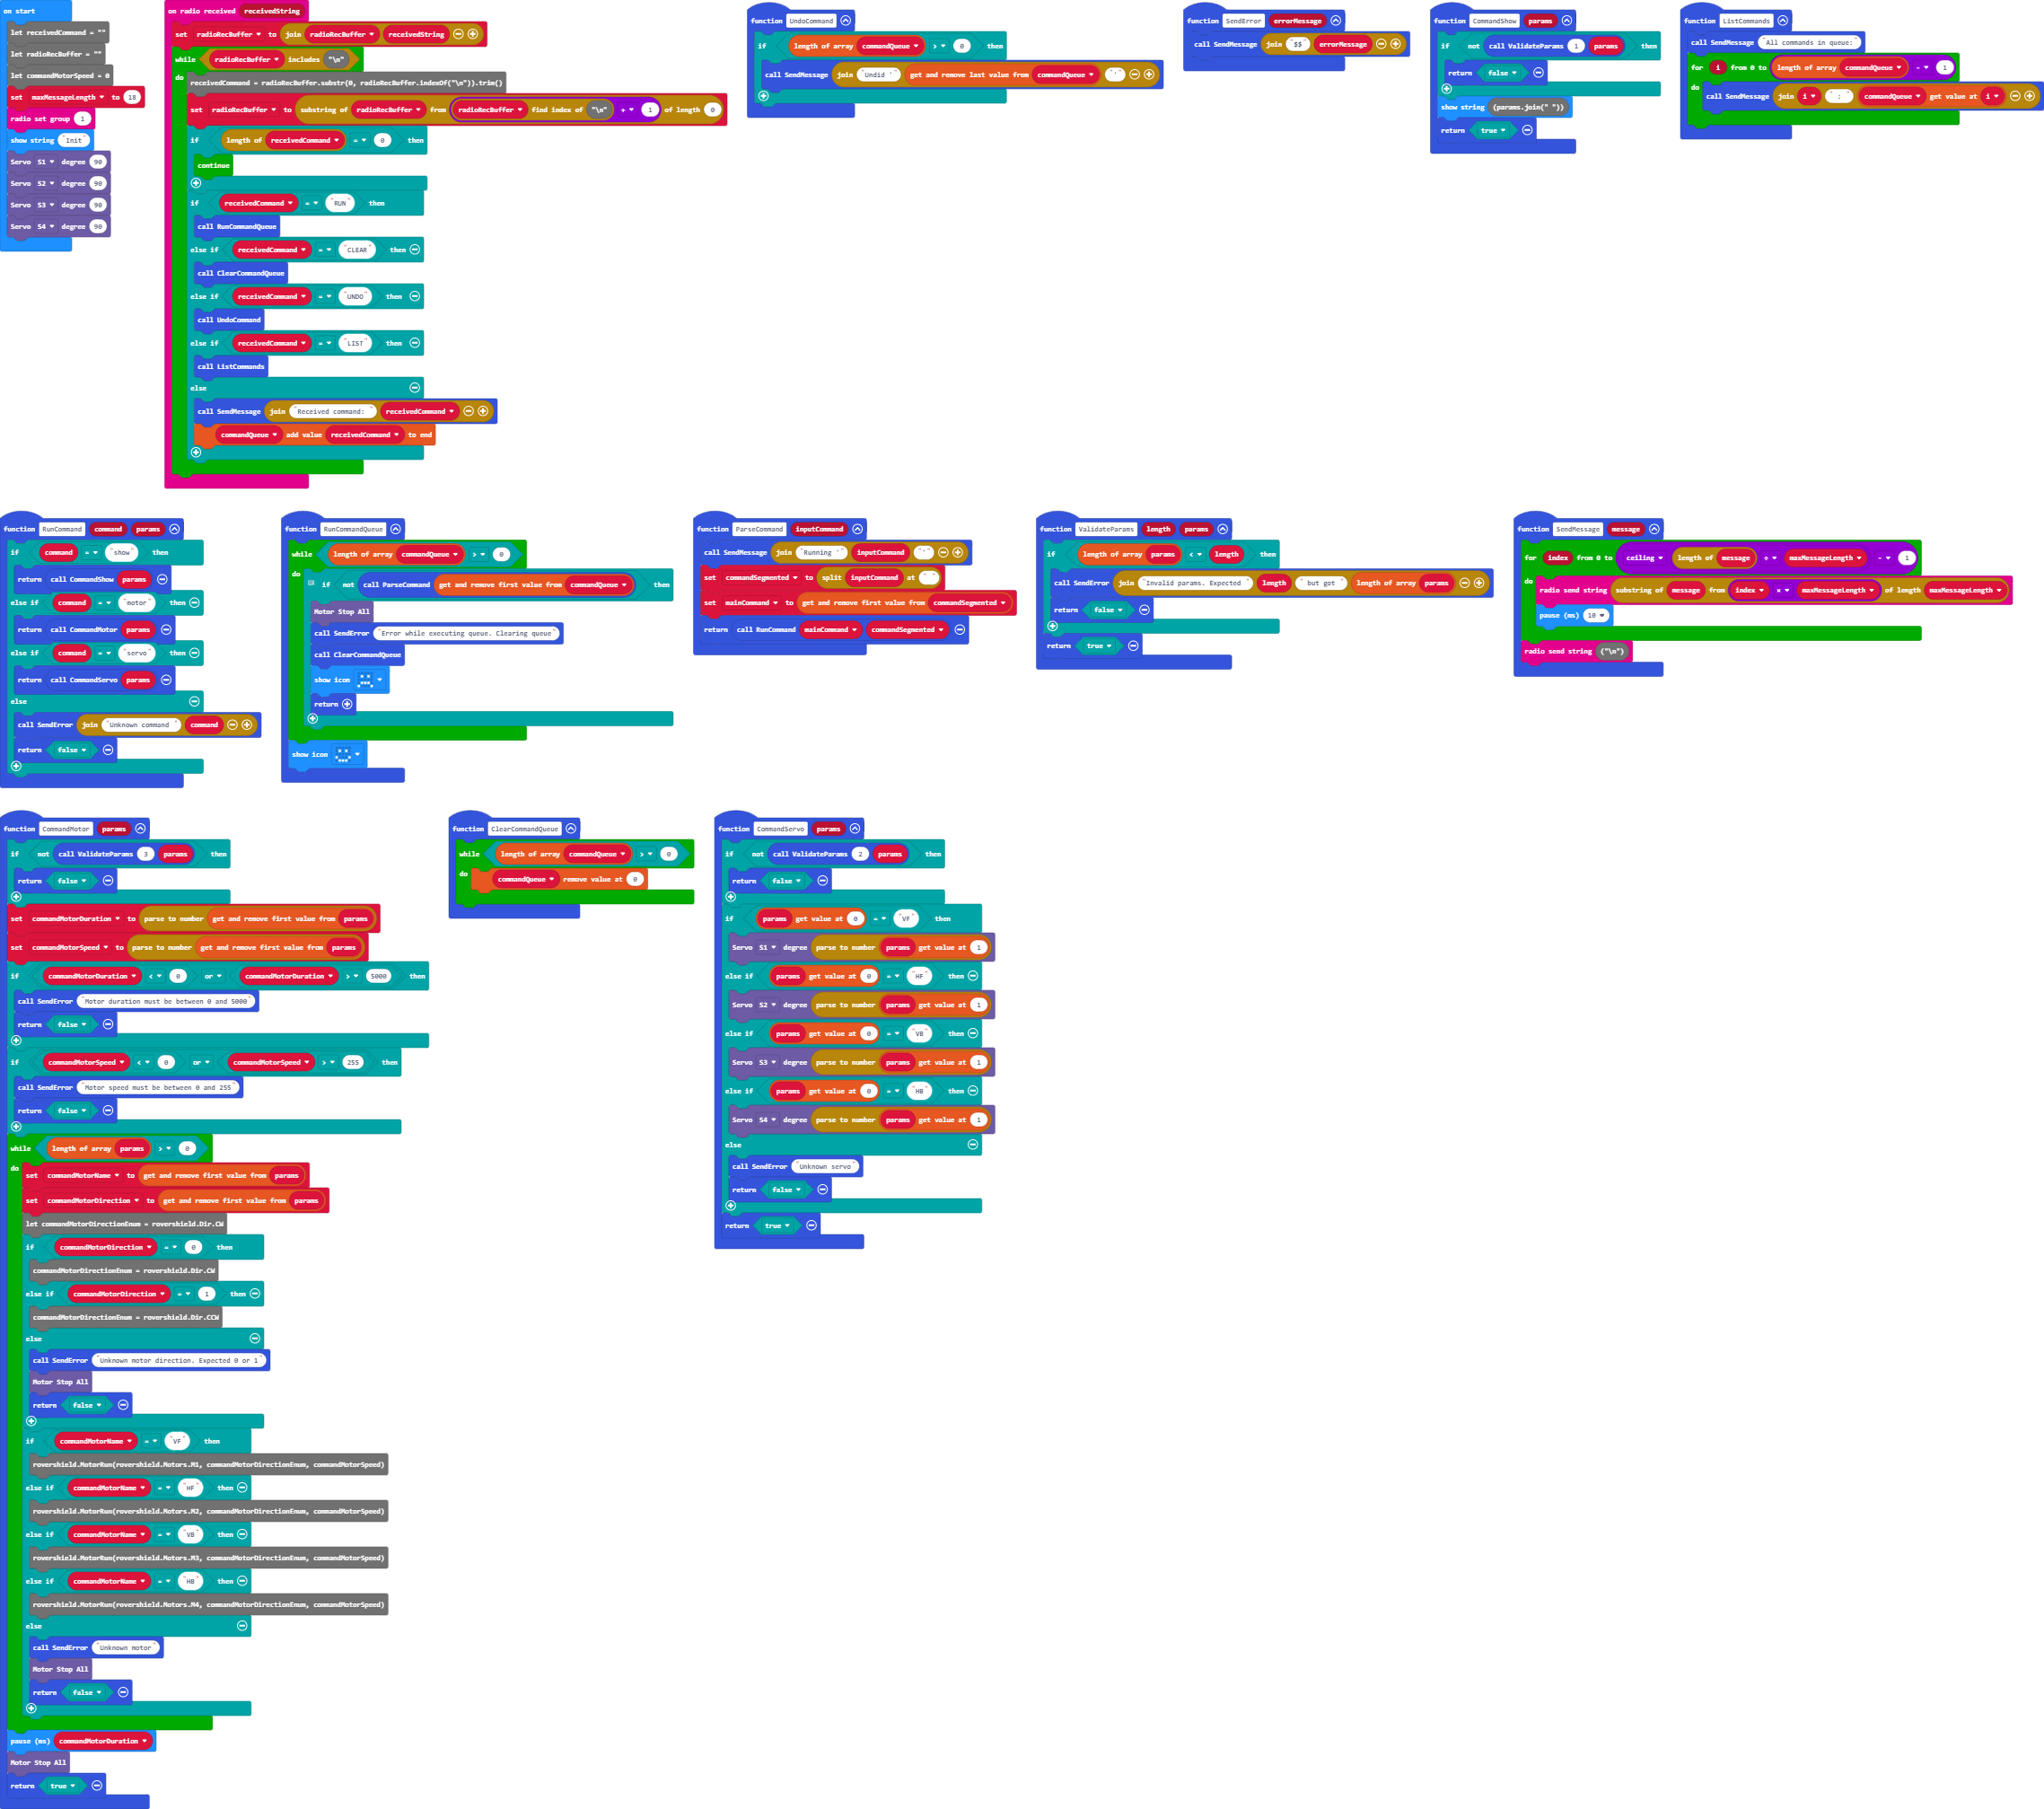 on start
let receivedCommand = ""
let radioRecBuffer = ""
let commandMotorSpeed = 0
set maxMessageLength to 18
radio set group 1
show string "Init"
Servo S1 degree 90
Servo S2 degree 90
Servo S3 degree 90
Servo S4 degree 90
on radio received receivedString
set radioRecBuffer to join radioRecBuffer receivedString
while radioRecBuffer includes "\n"
do
receivedCommand = radioRecBuffer.substr(0, radioRecBuffer.indexOf("\n")).trim()
set radioRecBuffer to substring of radioRecBuffer from radioRecBuffer find index of "\n" + 1 of length 0
if length of receivedCommand = 0 then
continue
if receivedCommand = "RUN" then
call RunCommandQueue
else if receivedCommand = "CLEAR" then
call ClearCommandQueue
else if receivedCommand = "UNDO" then
call UndoCommand
else if receivedCommand = "LIST" then
call ListCommands
else
call SendMessage join "Received command: " receivedCommand
commandQueue add value receivedCommand to end
function UndoCommand
if length of array commandQueue > 0 then
call SendMessage join "Undid '" get and remove last value from commandQueue "'"
function SendError errorMessage
call SendMessage join "$$" errorMessage
function CommandShow params
if not call ValidateParams 1 params then
return false
show string (params.join(" "))
return true
function ListCommands
call SendMessage "All commands in queue:"
for i from 0 to length of array commandQueue - 1
do
call SendMessage join i " : " commandQueue get value at i
function RunCommand command params
if command = "show" then
return call CommandShow params
else if command = "motor" then
return call CommandMotor params
else if command = "servo" then
return call CommandServo params
else
call SendError join "Unknown command " command
return false
function RunCommandQueue
while length of array commandQueue > 0
do
if not call ParseCommand get and remove first value from commandQueue then
Motor Stop All
call SendError "Error while executing queue. Clearing queue"
call ClearCommandQueue
show icon
return
show icon
function ParseCommand inputCommand
call SendMessage join "Running '" inputCommand "'"
set commandSegmented to split inputCommand at " "
set mainCommand to get and remove first value from commandSegmented
return call RunCommand mainCommand commandSegmented
function ValidateParams length params
if length of array params < length then
call SendError join "Invalid params. Expected " length " but got " length of array params
return false
return true
function SendMessage message
for index from 0 to ceiling length of message ÷ maxMessageLength - 1
do
radio send string substring of message from index × maxMessageLength of length maxMessageLength
pause (ms) 10
radio send string ("\n")
function CommandMotor params
if not call ValidateParams 3 params then
return false
set commandMotorDuration to parse to number get and remove first value from params
set commandMotorSpeed to parse to number get and remove first value from params
if commandMotorDuration < 0 or commandMotorDuration > 5000 then
call SendError "Motor duration must be between 0 and 5000"
return false
if commandMotorSpeed < 0 or commandMotorSpeed > 255 then
call SendError "Motor speed must be between 0 and 255"
return false
while length of array params > 0
do
set commandMotorName to get and remove first value from params
set commandMotorDirection to get and remove first value from params
let commandMotorDirectionEnum = rovershield.Dir.CW
if commandMotorDirection = 0 then
commandMotorDirectionEnum = rovershield.Dir.CW
else if commandMotorDirection = 1 then
commandMotorDirectionEnum = rovershield.Dir.CCW
else
call SendError "Unknown motor direction. Expected 0 or 1"
Motor Stop All
return false
if commandMotorName = "VF" then
rovershield.MotorRun(rovershield.Motors.M1, commandMotorDirectionEnum, commandMotorSpeed)
else if commandMotorName = "HF" then
rovershield.MotorRun(rovershield.Motors.M2, commandMotorDirectionEnum, commandMotorSpeed)
else if commandMotorName = "VB" then
rovershield.MotorRun(rovershield.Motors.M3, commandMotorDirectionEnum, commandMotorSpeed)
else if commandMotorName = "HB" then
rovershield.MotorRun(rovershield.Motors.M4, commandMotorDirectionEnum, commandMotorSpeed)
else
call SendError "Unknown motor"
Motor Stop All
return false
pause (ms) commandMotorDuration
Motor Stop All
return true
function ClearCommandQueue
while length of array commandQueue > 0
do
commandQueue remove value at 0
function CommandServo params
if not call ValidateParams 2 params then
return false
if params get value at 0 = "VF" then
Servo S1 degree parse to number params get value at 1
else if params get value at 0 = "HF" then
Servo S2 degree parse to number params get value at 1
else if params get value at 0 = "VB" then
Servo S3 degree parse to number params get value at 1
else if params get value at 0 = "HB" then
Servo S4 degree parse to number params get value at 1
else
call SendError "Unknown servo"
return false
return true